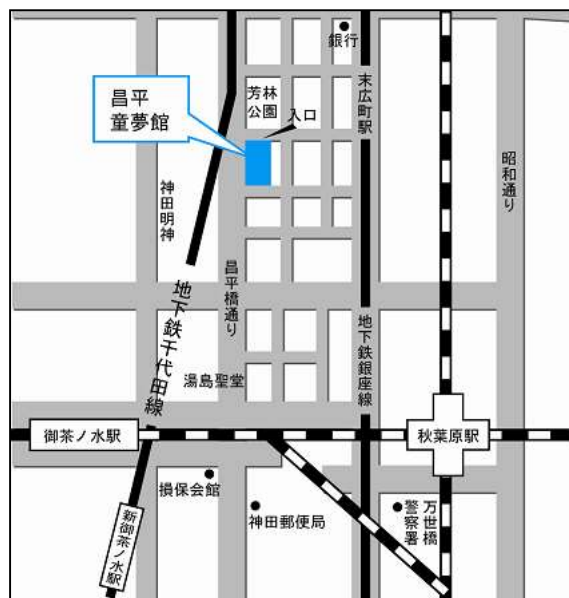 銀行
昌平
童夢館
芳林
公園
入口
末広町駅
昭和通り
神田明神
昌平橋通り
地下鉄千代田線
地下鉄銀座線
湯島聖堂
御茶ノ水駅
秋葉原駅
損保会館
神田郵便局
万世橋
警察署
新御茶ノ水駅